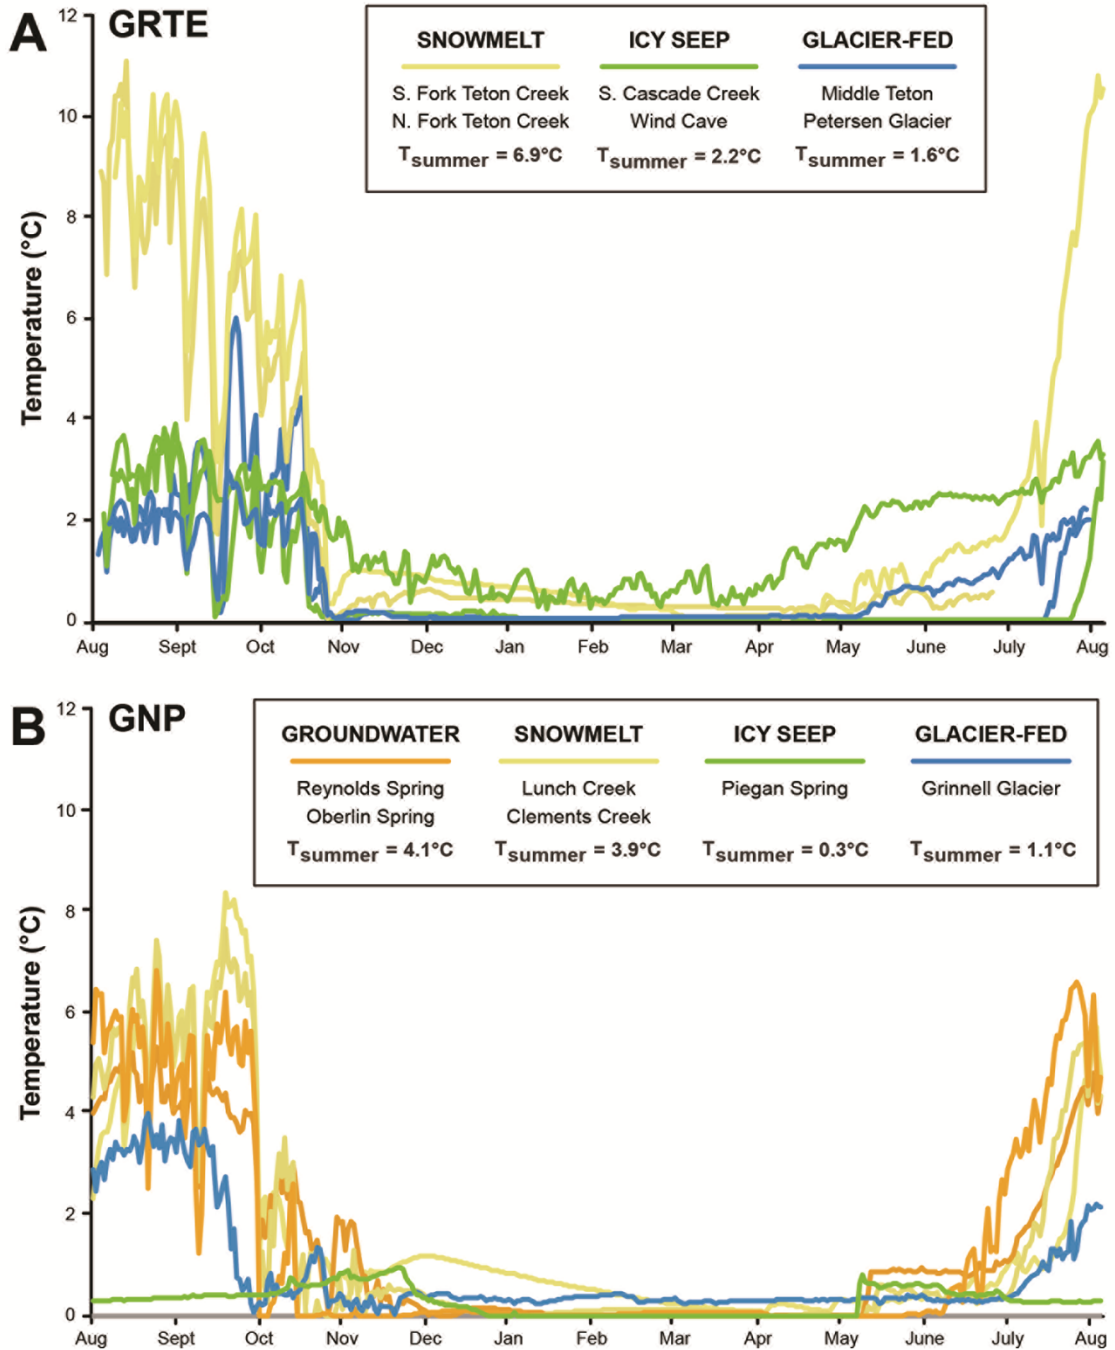 A GRTE
SNOWMELT ICY SEEP GLACIER-FED
S. Fork Teton Creek S. Cascade Creek Middle Teton
N. Fork Teton Creek Wind Cave Petersen Glacier
Tsummer = 6.9°C Tsummer = 2.2°C Tsummer = 1.6°C
12
10
8
6
4
2
0
Temperature (°C)
Aug Sept Oct Nov Dec Jan Feb Mar Apr May June July Aug
B GNP
GROUNDWATER SNOWMELT ICY SEEP GLACIER-FED
Reynolds Spring Lunch Creek Piegan Spring Grinnell Glacier
Oberlin Spring Clements Creek
Tsummer = 4.1°C Tsummer = 3.9°C Tsummer = 0.3°C Tsummer = 1.1°C
12
10
8
6
4
2
0
Temperature (°C)
Aug Sept Oct Nov Dec Jan Feb Mar Apr May June July Aug